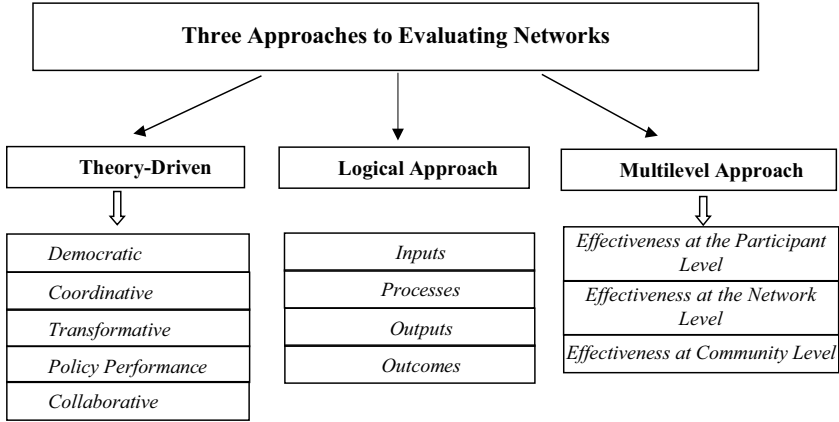 Three Approaches to Evaluating Networks
Theory-Driven
Logical Approach
Multilevel Approach
Democratic
Coordinative
Transformative
Policy Performance
Collaborative
Inputs
Processes
Outputs
Outcomes
Effectiveness at the Participant
Level
Effectiveness at the Network
Level
Effectiveness at Community Level